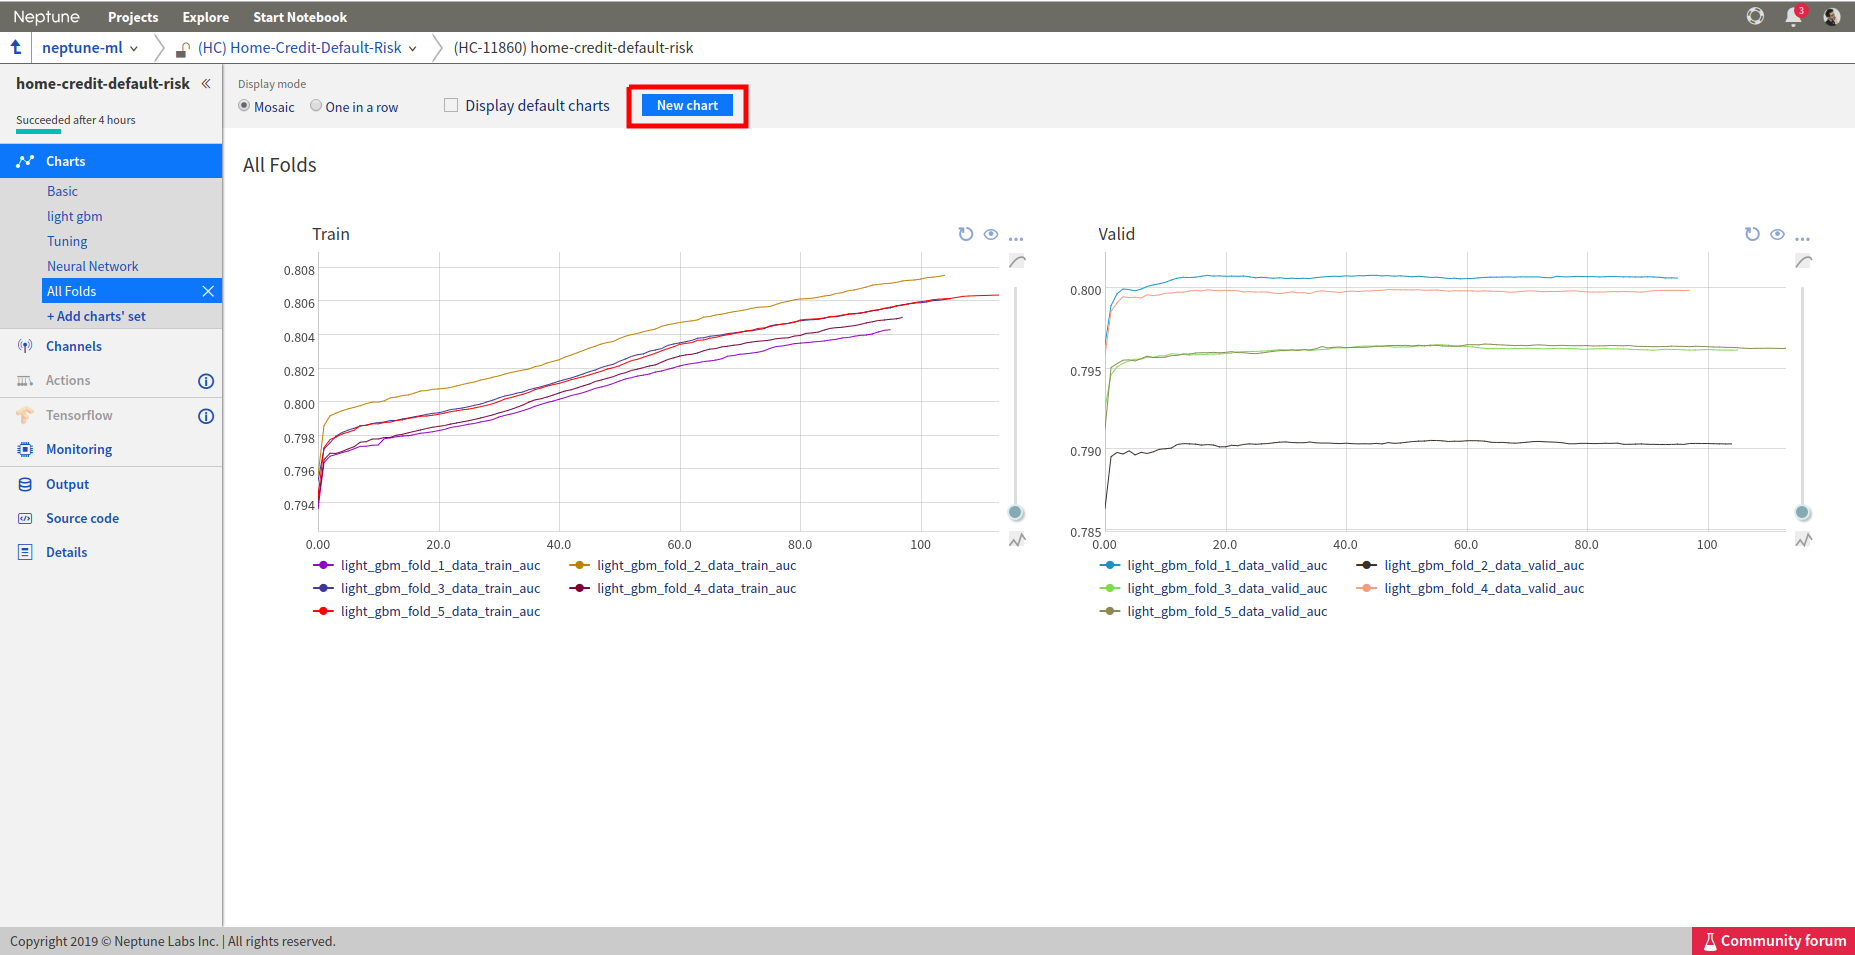 Neptune Projects Explore Start Notebook 3
neptune-ml (HC) Home-Credit-Default-Risk (HC-11860) home-credit-default-risk
home-credit-default-risk
Succeeded after 4 hours
Charts
Basic
light gbm
Tuning
Neural Network
All Folds
+ Add charts' set
Channels
Actions
Tensorflow
Monitoring
Output
Source code
Details
Display mode
Mosaic One in a row Display default charts New chart
All Folds
Train
0.808
0.806
0.804
0.802
0.800
0.798
0.796
0.794
0.00 20.0 40.0 60.0 80.0 100
light_gbm_fold_1_data_train_auc light_gbm_fold_2_data_train_auc
light_gbm_fold_3_data_train_auc light_gbm_fold_4_data_train_auc
light_gbm_fold_5_data_train_auc
Valid
0.800
0.795
0.790
0.785
0.00 20.0 40.0 60.0 80.0 100
light_gbm_fold_1_data_valid_auc light_gbm_fold_2_data_valid_auc
light_gbm_fold_3_data_valid_auc light_gbm_fold_4_data_valid_auc
light_gbm_fold_5_data_valid_auc
Copyright 2019 © Neptune Labs Inc. | All rights reserved.
Community forum